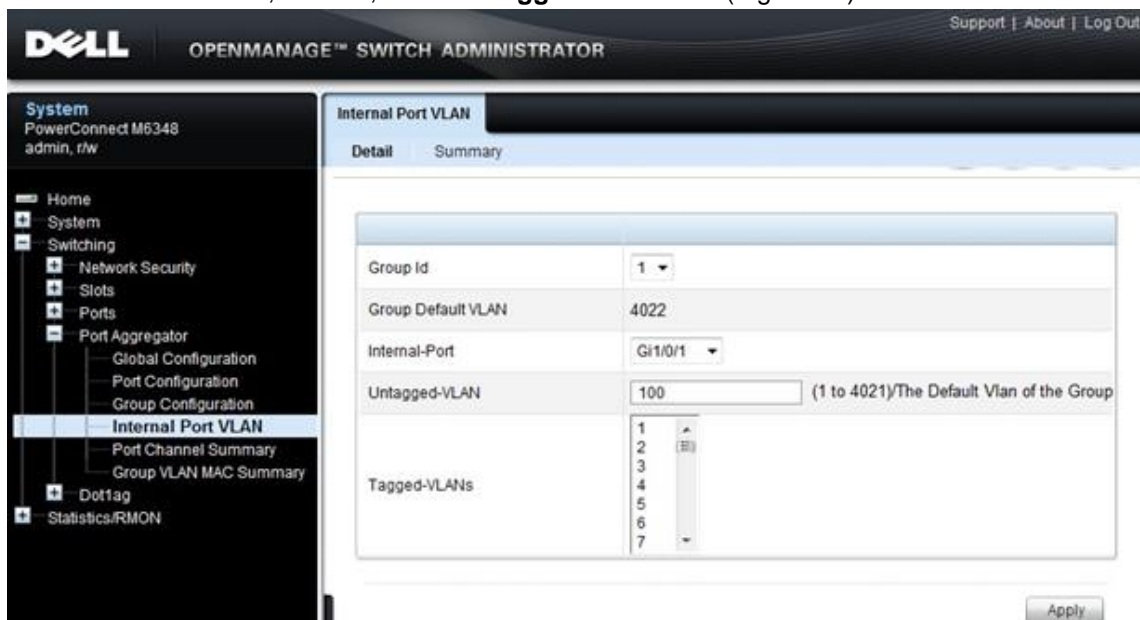 Support | About | Log Out
DELL OPENMANAGE™ SWITCH ADMINISTRATOR
System
PowerConnect M6348
admin, r/w
Home
System
Switching
Network Security
Slots
Ports
Port Aggregator
Global Configuration
Port Configuration
Group Configuration
Internal Port VLAN
Port Channel Summary
Group VLAN MAC Summary
Dot1ag
Statistics/RMON
Internal Port VLAN
Detail Summary
Group Id 1
Group Default VLAN 4022
Internal-Port Gi1/0/1
Untagged-VLAN 100 (1 to 4021)/The Default Vlan of the Group
Tagged-VLANs
1
2
3
4
5
6
7
Apply